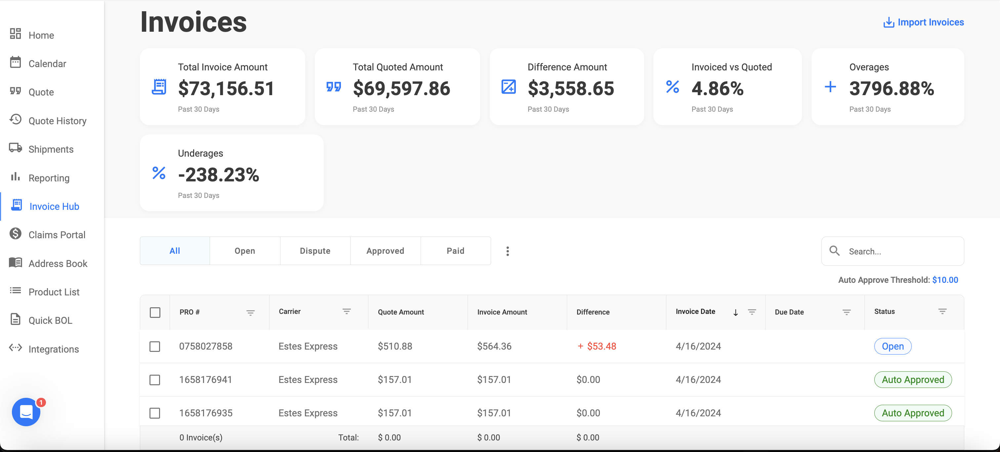 Home
Calendar
Quote
Quote History
Shipments
Reporting
Invoice Hub
Claims Portal
Address Book
Product List
Quick BOL
Integrations
1
Invoices
Import Invoices
Total Invoice Amount
$73,156.51
Past 30 Days
Total Quoted Amount
$69,597.86
Past 30 Days
Difference Amount
$3,558.65
Past 30 Days
Invoiced vs Quoted
4.86%
Past 30 Days
Overages
3796.88%
Past 30 Days
Underages
-238.23%
Past 30 Days
All Open Dispute Approved Paid
Search...
Auto Approve Threshold: $10.00
PRO # Carrier Quote Amount Invoice Amount Difference Invoice Date Due Date Status
0758027858 Estes Express $510.88 $564.36 + $53.48 4/16/2024 Open
1658176941 Estes Express $157.01 $157.01 $0.00 4/16/2024 Auto Approved
1658176935 Estes Express $157.01 $157.01 $0.00 4/16/2024 Auto Approved
0 Invoice(s) Total: $ 0.00 $ 0.00 $ 0.00